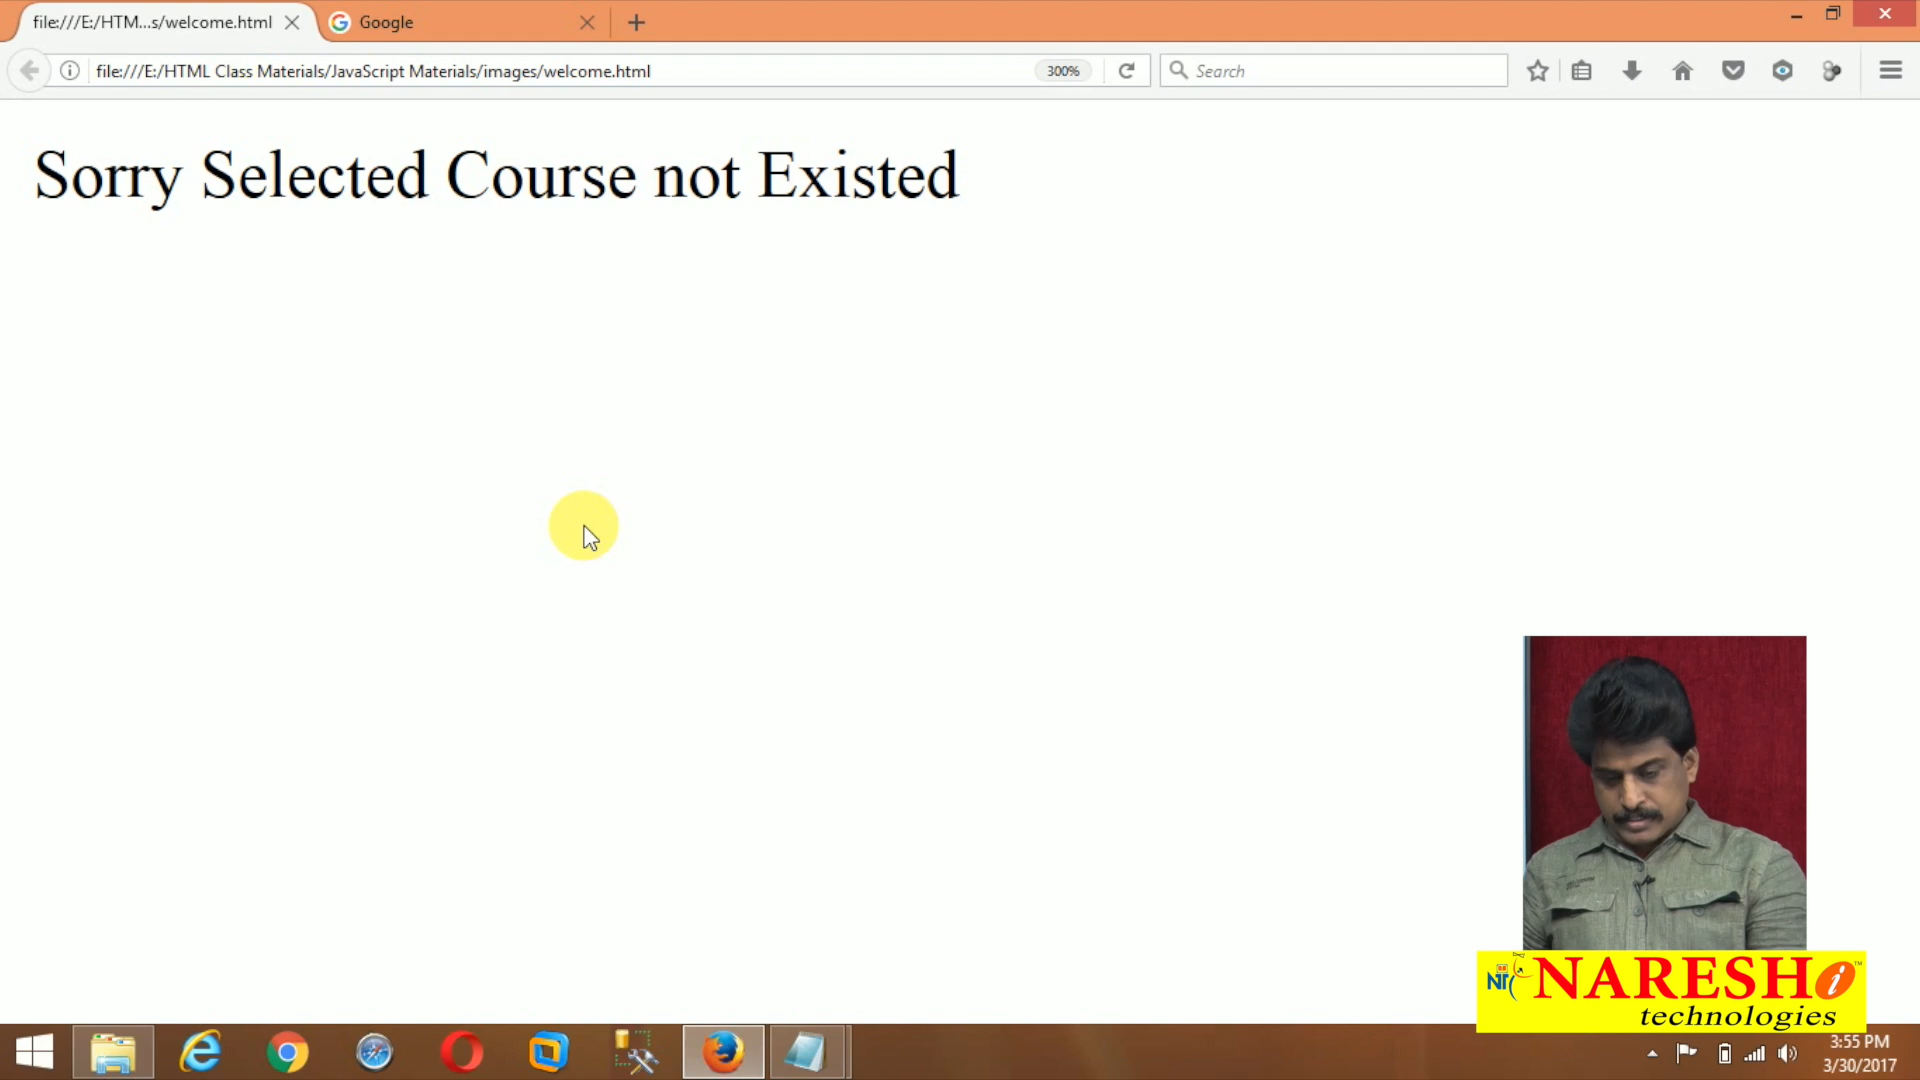 file:///E:/HTM...s/welcome.html
Google
file:///E:/HTML Class Materials/JavaScript Materials/images/welcome.html
300%
Search
Sorry Selected Course not Existed
NARESH i
technologies
3:55 PM
3/30/2017